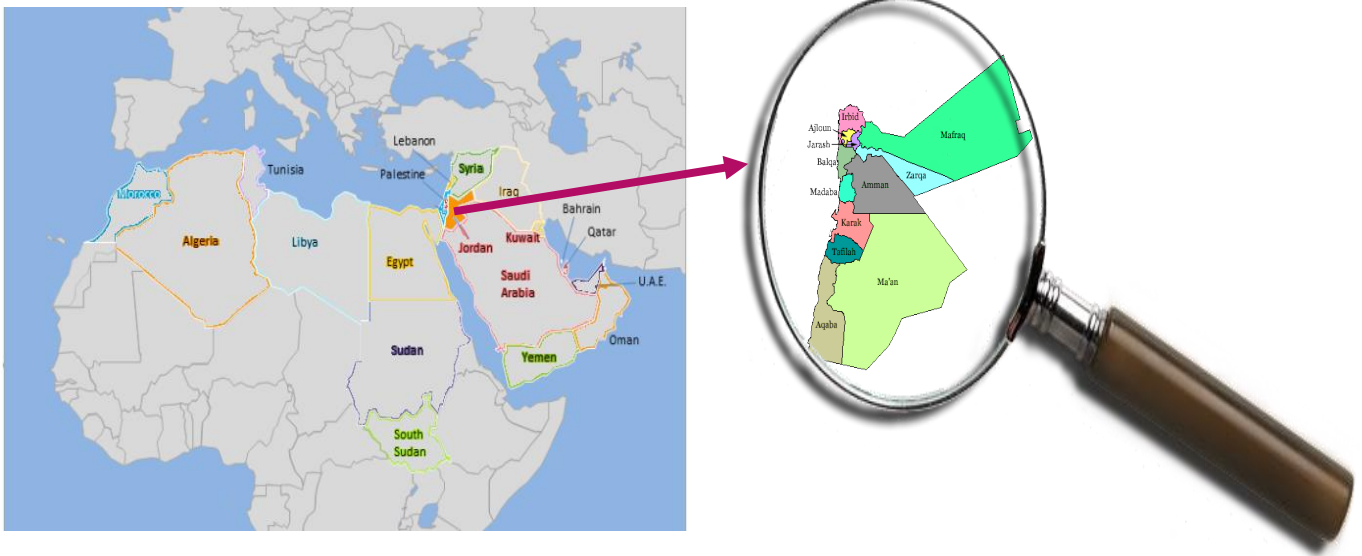 Lebanon
Syria
Tunisia
Palestine
Iraq
Morocco
Bahrain
Qatar
Algeria
Libya
Jordan
Kuwait
Egypt
Saudi
Arabia
U.A.E.
Oman
Sudan
Yemen
South
Sudan
Irbid
Ajloun
Mafraq
Jarash
Balqa
Zarqa
Amman
Madaba
Karak
Tafilah
Ma'an
Aqaba